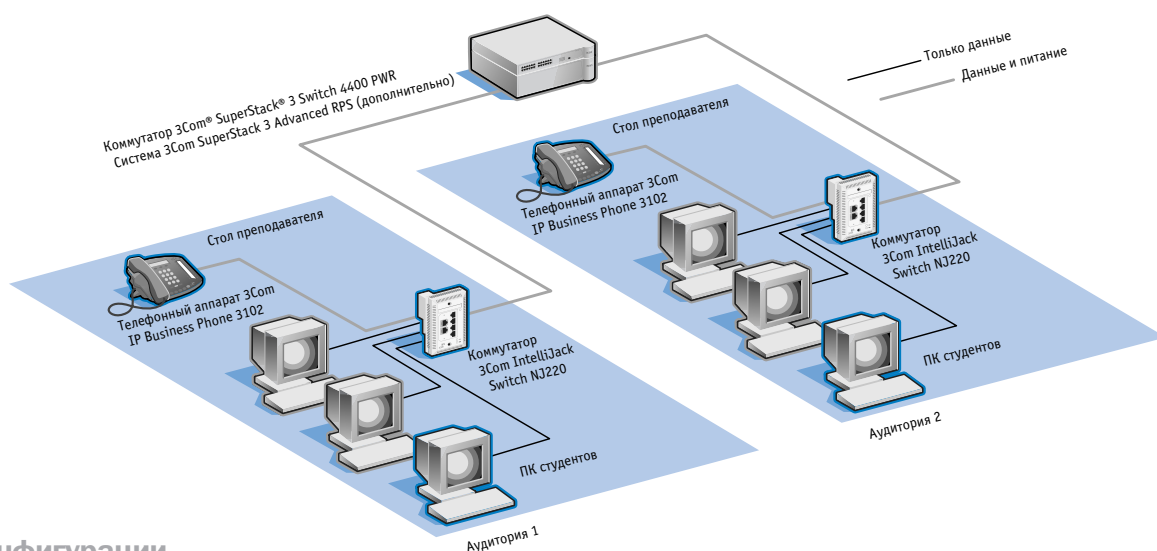 Только данные
Данные и питание
Коммутатор 3Com® SuperStack® 3 Switch 4400 PWR
Система 3Com SuperStack 3 Advanced RPS (дополнительно)
Стол преподавателя
Телефонный аппарат 3Com
IP Business Phone 3102
Коммутатор
3Com IntelliJack
Switch NJ220
ПК студентов
Аудитория 2
Стол преподавателя
Телефонный аппарат 3Com
IP Business Phone 3102
Коммутатор
3Com IntelliJack
Switch NJ220
ПК студентов
Аудитория 1